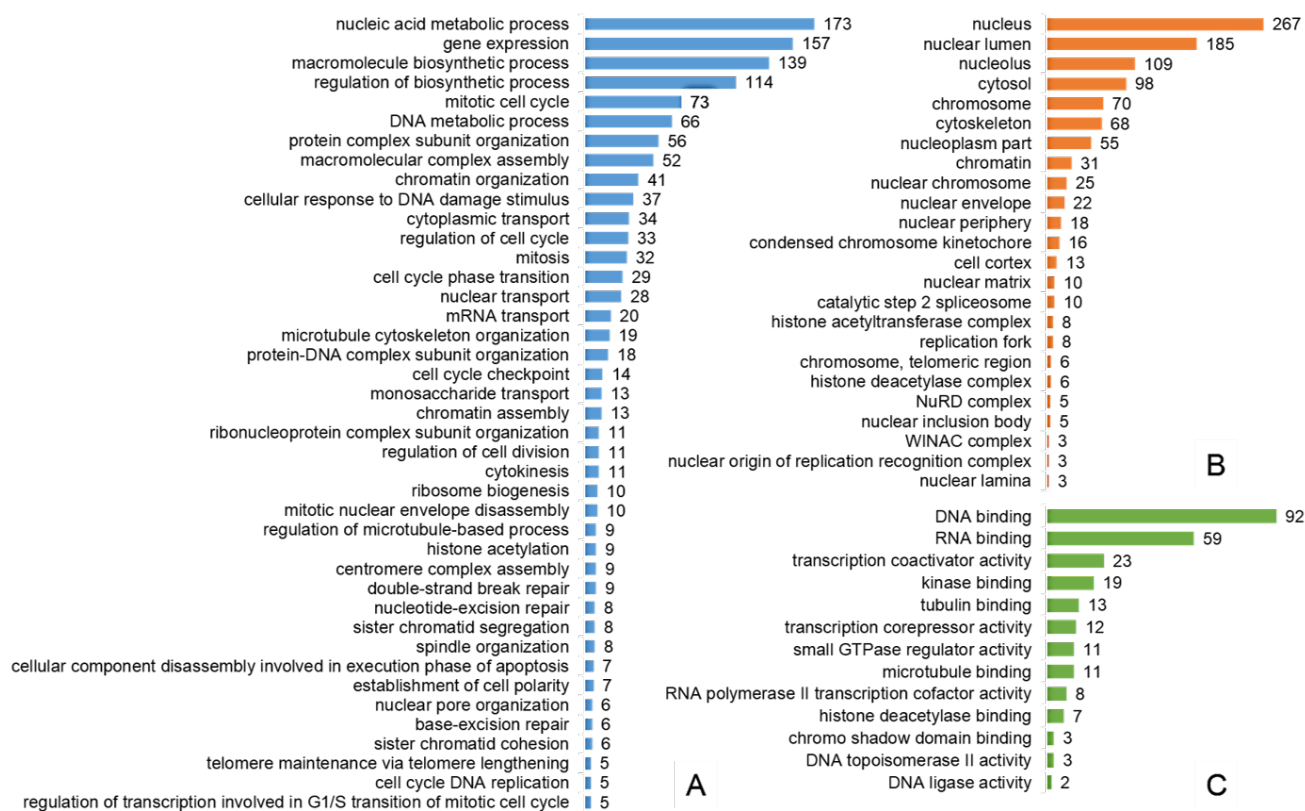 nucleic acid metabolic process 173
gene expression 157
macromolecule biosynthetic process 139
regulation of biosynthetic process 114
mitotic cell cycle 73
DNA metabolic process 66
protein complex subunit organization 56
macromolecular complex assembly 52
chromatin organization 41
cellular response to DNA damage stimulus 37
cytoplasmic transport 34
regulation of cell cycle 33
mitosis 32
cell cycle phase transition 29
nuclear transport 28
mRNA transport 20
microtubule cytoskeleton organization 19
protein-DNA complex subunit organization 18
cell cycle checkpoint 14
monosaccharide transport 13
chromatin assembly 13
ribonucleoprotein complex subunit organization 11
regulation of cell division 11
cytokinesis 11
ribosome biogenesis 10
mitotic nuclear envelope disassembly 10
regulation of microtubule-based process 9
histone acetylation 9
centromere complex assembly 9
double-strand break repair 9
nucleotide-excision repair 8
sister chromatid segregation 8
spindle organization 8
cellular component disassembly involved in execution phase of apoptosis 7
establishment of cell polarity 7
nuclear pore organization 6
base-excision repair 6
sister chromatid cohesion 6
telomere maintenance via telomere lengthening 5
cell cycle DNA replication 5
regulation of transcription involved in G1/S transition of mitotic cell cycle 5
A
nucleus 267
nuclear lumen 185
nucleolus 109
cytosol 98
chromosome 70
cytoskeleton 68
nucleoplasm part 55
chromatin 31
nuclear chromosome 25
nuclear envelope 22
nuclear periphery 18
condensed chromosome kinetochore 16
cell cortex 13
nuclear matrix 10
catalytic step 2 spliceosome 10
histone acetyltransferase complex 8
replication fork 8
chromosome, telomeric region 6
histone deacetylase complex 6
NuRD complex 5
nuclear inclusion body 5
WINAC complex 3
nuclear origin of replication recognition complex 3
nuclear lamina 3
B
DNA binding 92
RNA binding 59
transcription coactivator activity 23
kinase binding 19
tubulin binding 13
transcription corepressor activity 12
small GTPase regulator activity 11
microtubule binding 11
RNA polymerase II transcription cofactor activity 8
histone deacetylase binding 7
chromo shadow domain binding 3
DNA topoisomerase II activity 3
DNA ligase activity 2
C